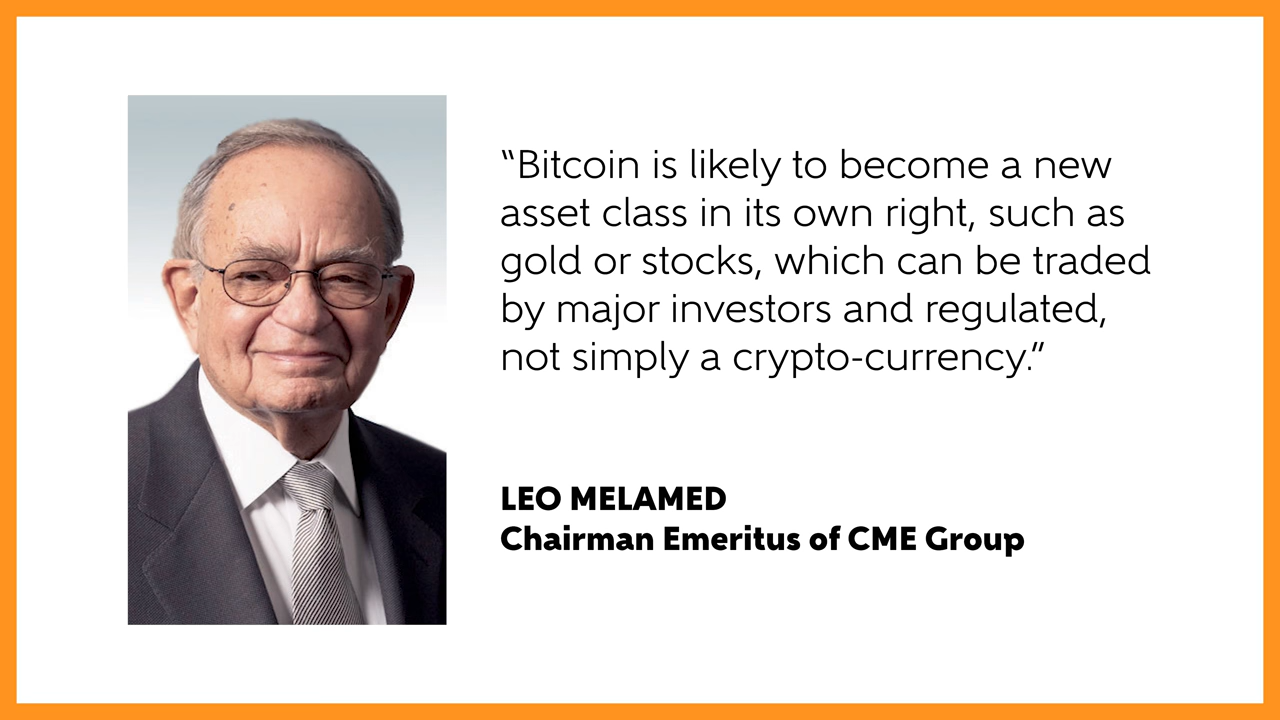 “Bitcoin is likely to become a new
asset class in its own right, such as
gold or stocks, which can be traded
by major investors and regulated,
not simply a crypto-currency.”
LEO MELAMED
Chairman Emeritus of CME Group